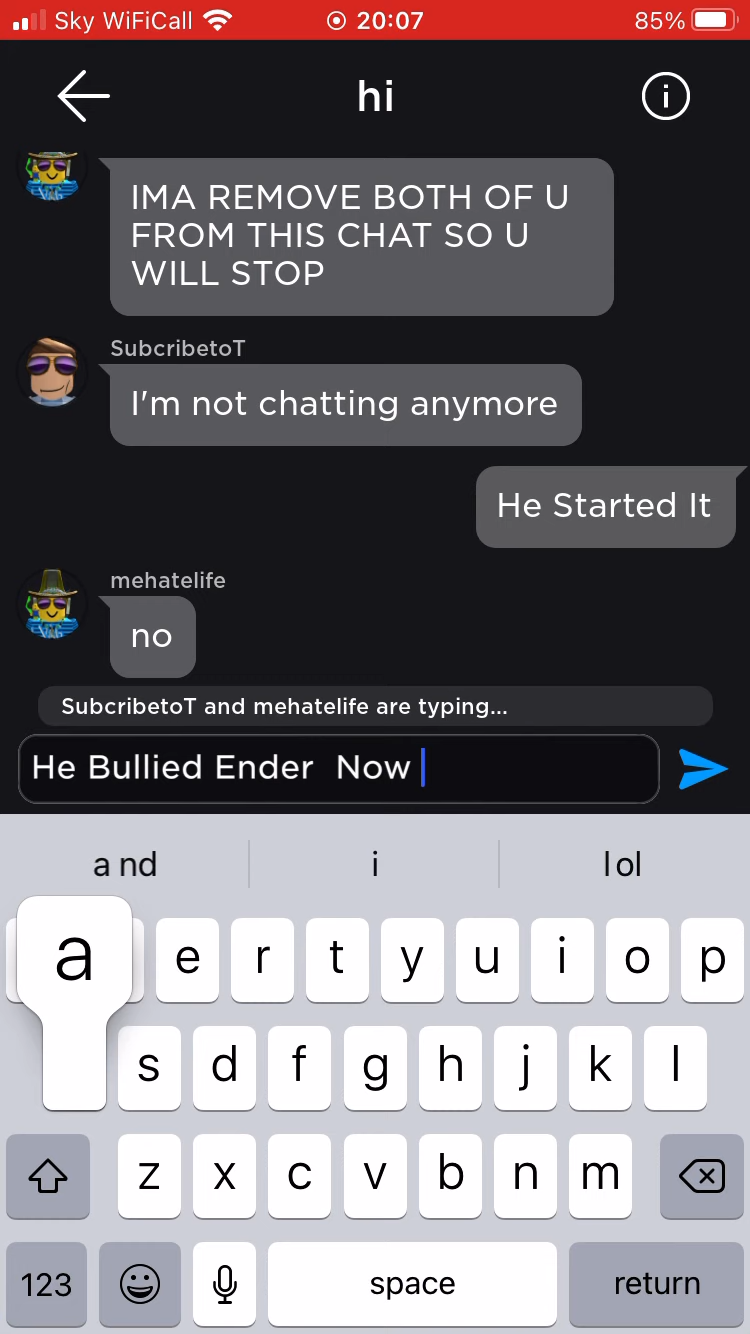 Sky WiFiCall 20:07 85%
hi
i
IMA REMOVE BOTH OF U
FROM THIS CHAT SO U
WILL STOP
SubcribetoT
I'm not chatting anymore
He Started It
mehatelife
no
SubcribetoT and mehatelife are typing...
He Bullied Ender  Now
and i lol
a e r t y u i o p
s d f g h j k l
z x c v b n m
123 space return